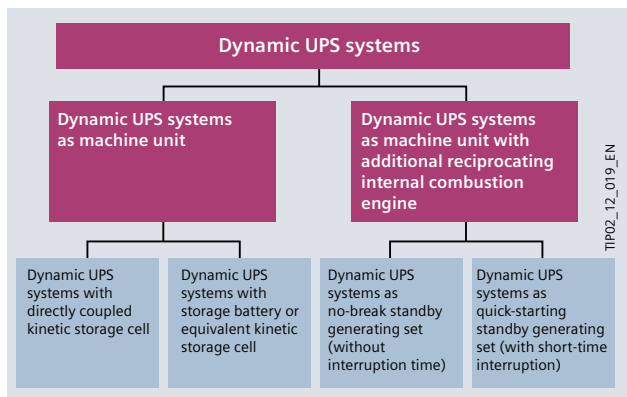 Dynamic UPS systems
Dynamic UPS systems
as machine unit
Dynamic UPS systems
as machine unit with
additional reciprocating
internal combustion
engine
Dynamic UPS
systems with
directly coupled
kinetic storage cell
Dynamic UPS
systems with
storage battery or
equivalent kinetic
storage cell
Dynamic UPS
systems as
no-break standby
generating set
(without
interruption time)
Dynamic UPS
systems as
quick-starting
standby generating
set (with short-time
interruption)
TIP02_12_019_EN